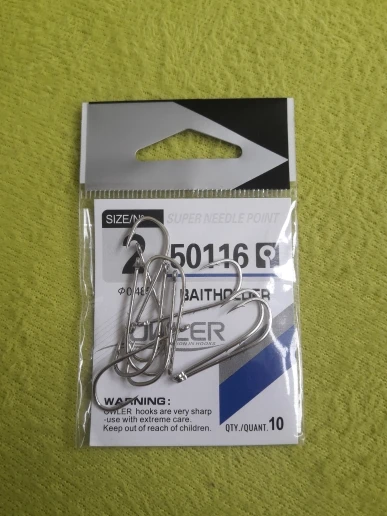 SIZE/No
SUPER NEEDLE POINT
2
50116
BAITHOLDER
OWLER
WARNING:
OWLER hooks are very sharp
-use with extreme care.
Keep out of reach of children.
QTY./QUANT. 10